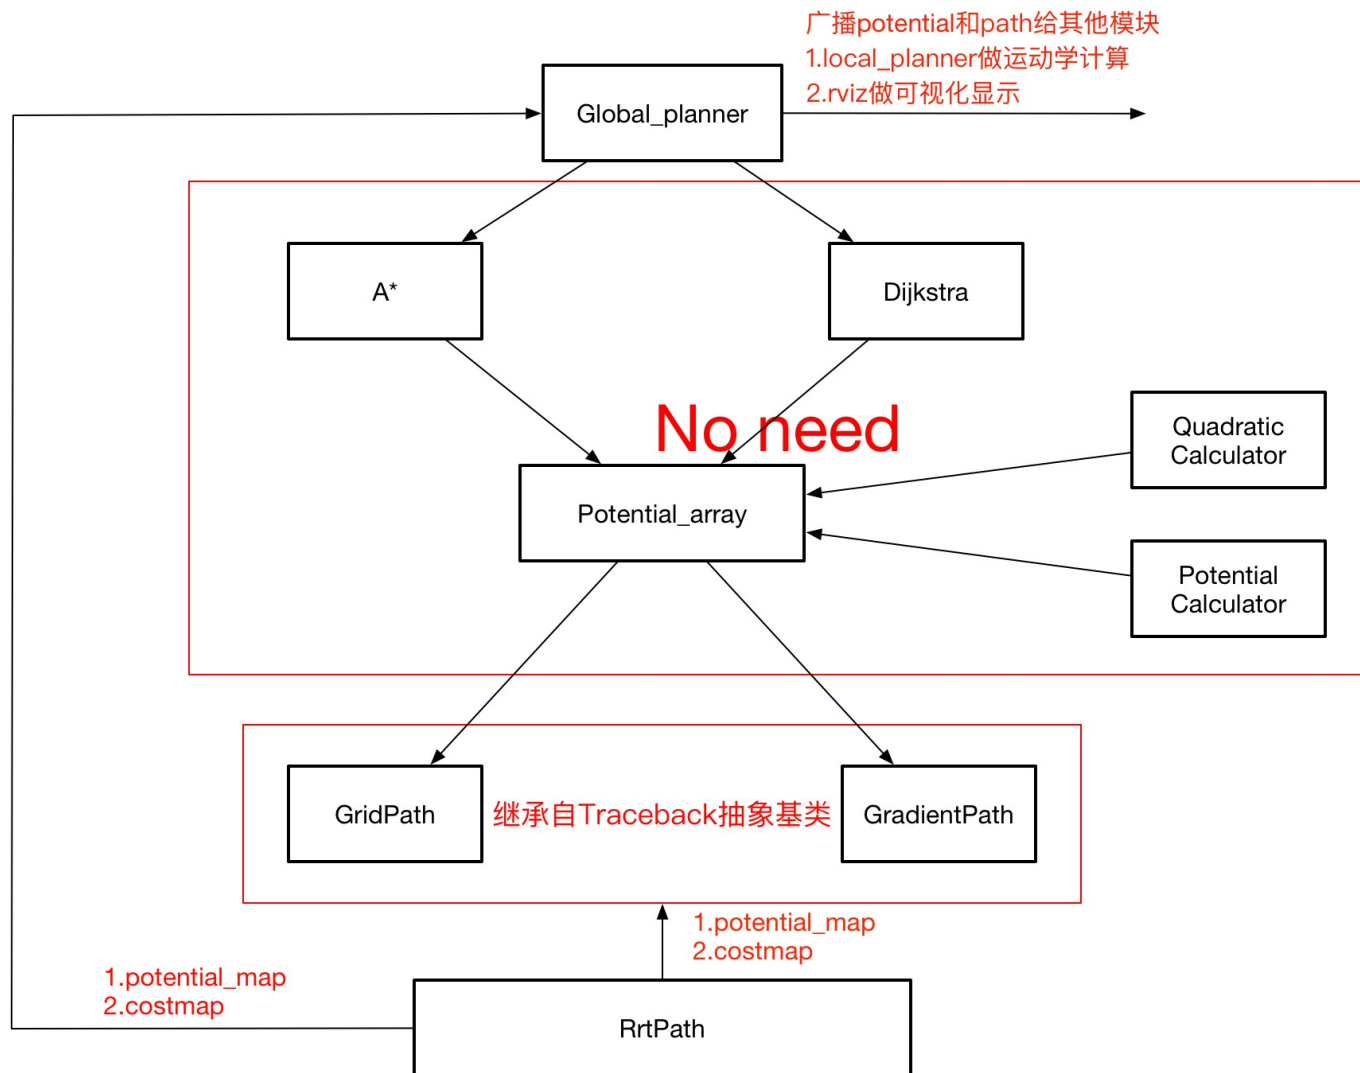 广播potential和path给其他模块
1.local_planner做运动学计算
2.rviz做可视化显示
Global_planner
A*
Dijkstra
No need
Quadratic
Calculator
Potential_array
Potential
Calculator
GridPath
继承自Traceback抽象基类
GradientPath
1.potential_map
2.costmap
1.potential_map
2.costmap
RrtPath